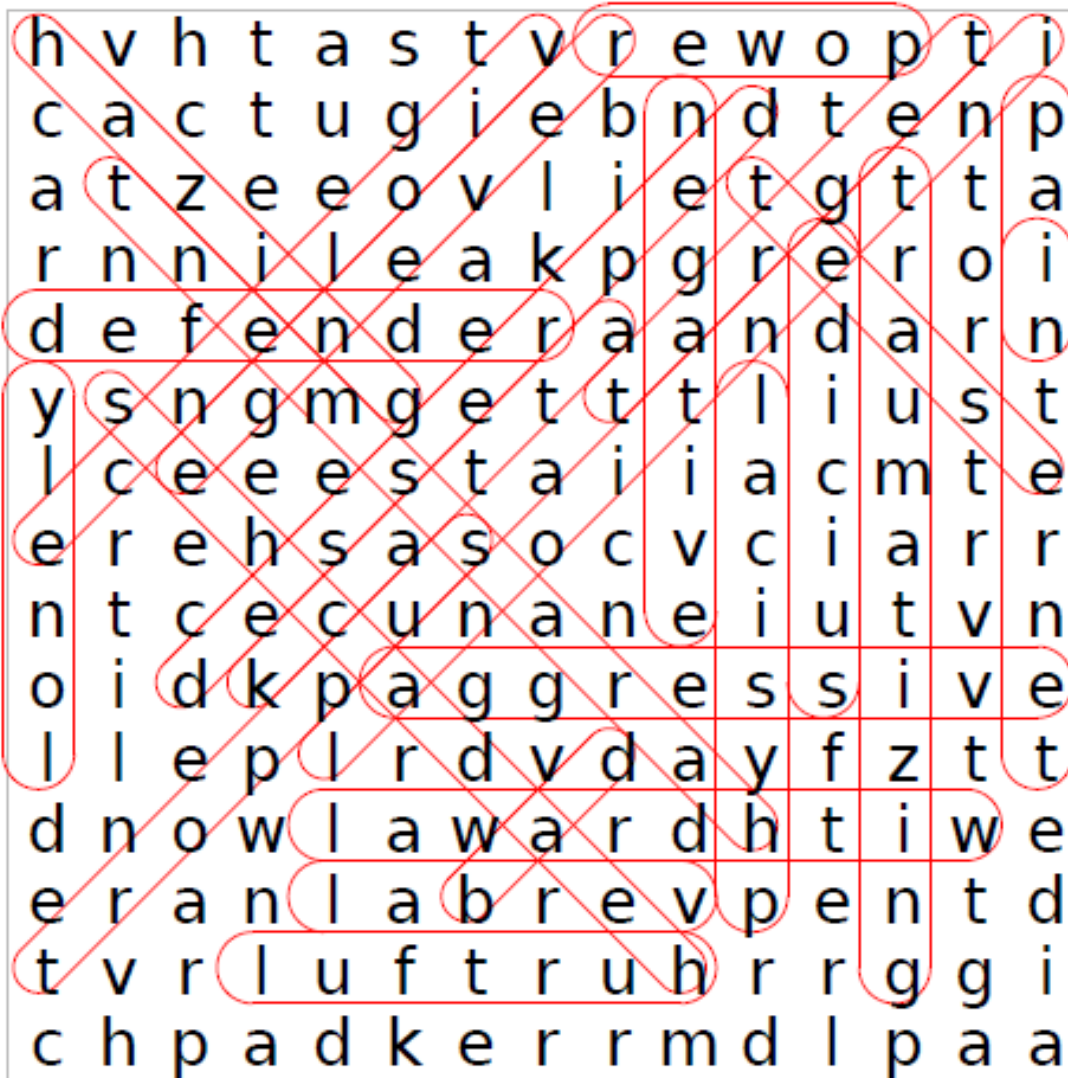 h v h t a s t v r e w o p t i
c a c t u g i e b n d t e n p
a t z e e o v l i e t g t t a
r n n i l e a k p g r e r o i
d e f e n d e r a a n d a r n
y s n g m g e t t t l i u s t
l c e e e s t a i i a c m t e
e r e h s a s o c v c i a r r
n t c e c u n a n e i u t v n
o i d k p a g g r e s s i v e
l l e p l r d v d a y f z t t
d n o w l a w a r d h t i w e
e r a n l a b r e v p e n t d
t v r l u f t r u h r r g g i
c h p a d k e r r m d l p a a